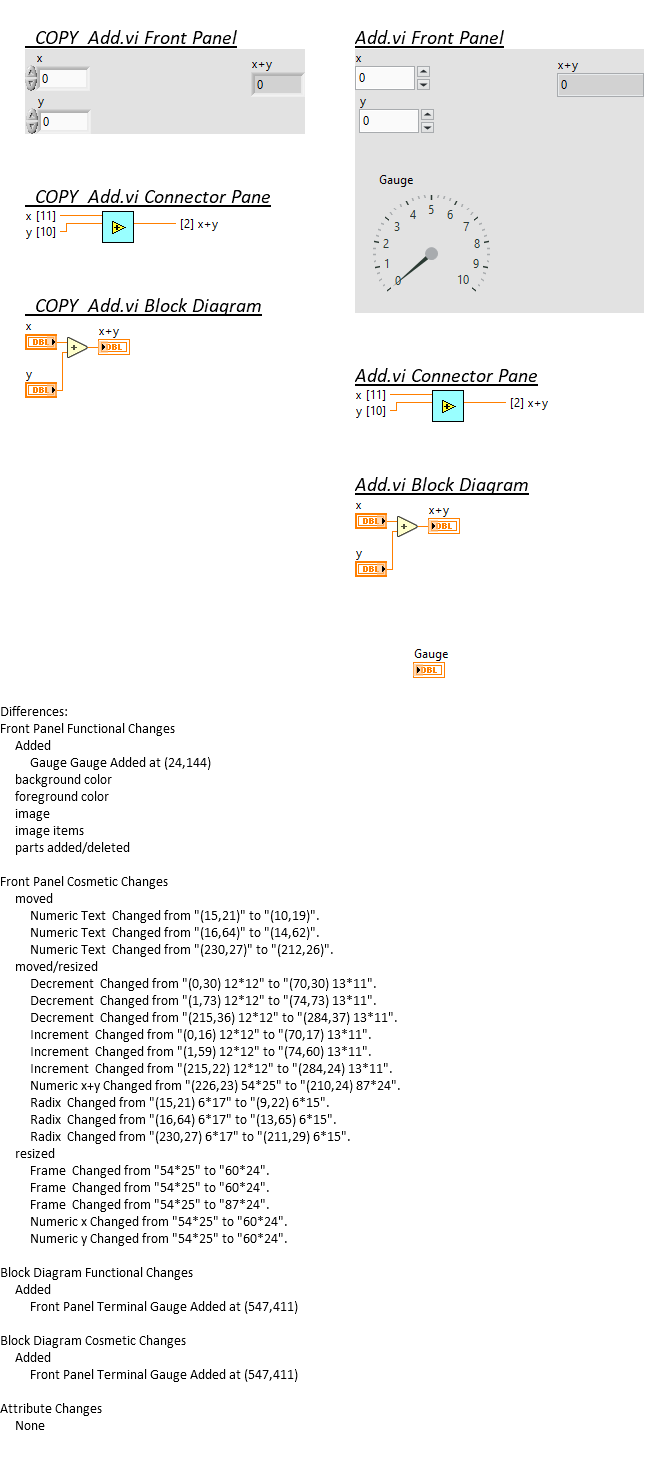 COPY Add.vi Front Panel
x
0
y
0
x+y
0
COPY Add.vi Connector Pane
x [11]
y [10]
[2] x+y
COPY Add.vi Block Diagram
x
DBL
y
DBL
+
x+y
DBL
Add.vi Front Panel
x
0
y
0
x+y
0
Gauge
0
1
2
3
4
5
6
7
8
9
10
Add.vi Connector Pane
x [11]
y [10]
[2] x+y
Add.vi Block Diagram
x
DBL
y
DBL
+
x+y
DBL
Gauge
DBL
Differences:
Front Panel Functional Changes
Added
Gauge Gauge Added at (24,144)
background color
foreground color
image
image items
parts added/deleted
Front Panel Cosmetic Changes
moved
Numeric Text  Changed from "(15,21)" to "(10,19)".
Numeric Text  Changed from "(16,64)" to "(14,62)".
Numeric Text  Changed from "(230,27)" to "(212,26)".
moved/resized
Decrement  Changed from "(0,30) 12*12" to "(70,30) 13*11".
Decrement  Changed from "(1,73) 12*12" to "(74,73) 13*11".
Decrement  Changed from "(215,36) 12*12" to "(284,37) 13*11".
Increment  Changed from "(0,16) 12*12" to "(70,17) 13*11".
Increment  Changed from "(1,59) 12*12" to "(74,60) 13*11".
Increment  Changed from "(215,22) 12*12" to "(284,24) 13*11".
Numeric x+y Changed from "(226,23) 54*25" to "(210,24) 87*24".
Radix  Changed from "(15,21) 6*17" to "(9,22) 6*15".
Radix  Changed from "(16,64) 6*17" to "(13,65) 6*15".
Radix  Changed from "(230,27) 6*17" to "(211,29) 6*15".
resized
Frame  Changed from "54*25" to "60*24".
Frame  Changed from "54*25" to "60*24".
Frame  Changed from "54*25" to "87*24".
Numeric x Changed from "54*25" to "60*24".
Numeric y Changed from "54*25" to "60*24".
Block Diagram Functional Changes
Added
Front Panel Terminal Gauge Added at (547,411)
Block Diagram Cosmetic Changes
Added
Front Panel Terminal Gauge Added at (547,411)
Attribute Changes
None